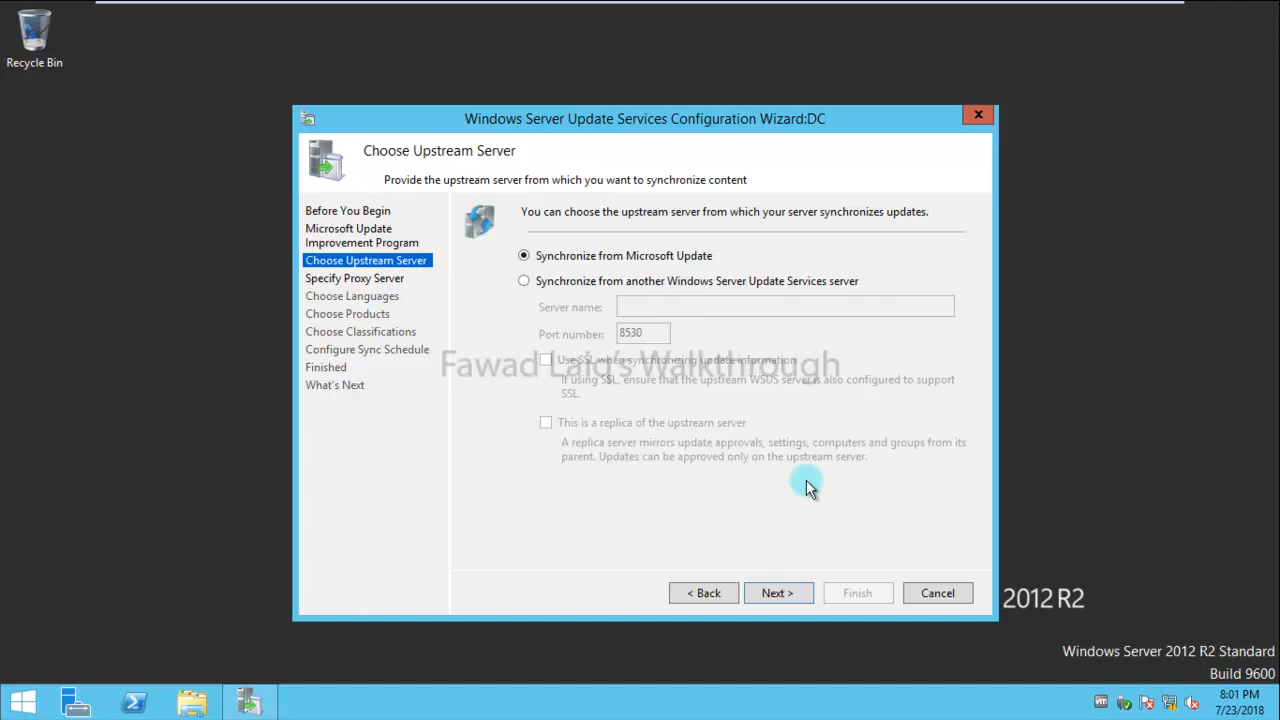 Recycle Bin
Windows Server Update Services Configuration Wizard:DC
Choose Upstream Server
Provide the upstream server from which you want to synchronize content
Before You Begin
Microsoft Update
Improvement Program
Choose Upstream Server
Specify Proxy Server
Choose Languages
Choose Products
Choose Classifications
Configure Sync Schedule
Finished
What's Next
You can choose the upstream server from which your server synchronizes updates.
Synchronize from Microsoft Update
Synchronize from another Windows Server Update Services server
Server name:
Port number: 8530
Use SSL when synchronizing update information
Fawad Laiq's Walkthrough
If using SSL, ensure that the upstream WSUS server is also configured to support
SSL.
This is a replica of the upstream server
A replica server mirrors update approvals, settings, computers and groups from its
parent. Updates can be approved only on the upstream server.
< Back Next > Finish Cancel
2012 R2
Windows Server 2012 R2 Standard
Build 9600
8:01 PM
7/23/2018